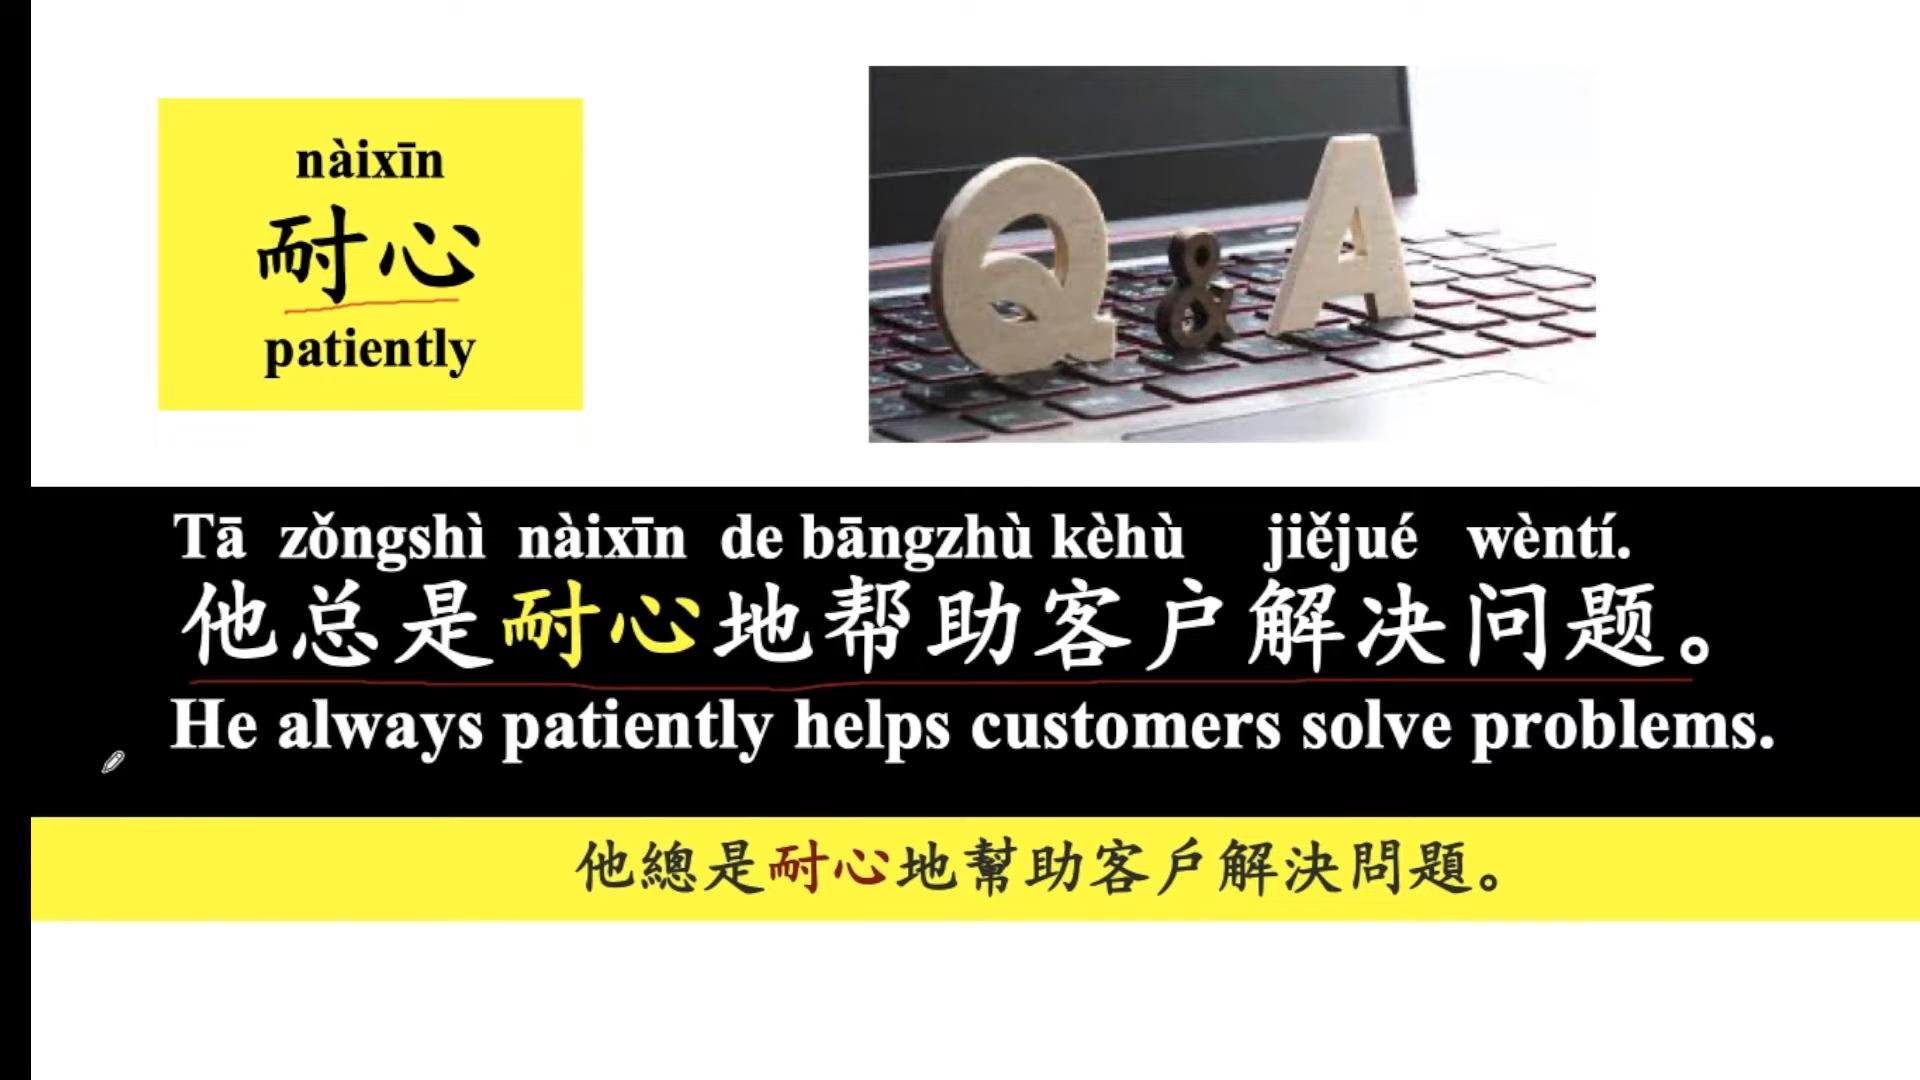 nàixīn
耐心
patiently
Q & A
Tā zǒngshì nàixīn de bāngzhù kèhù jiějué wèntí.
他总是耐心地帮助客户解决问题。
He always patiently helps customers solve problems.
他總是耐心地幫助客戶解決問題。